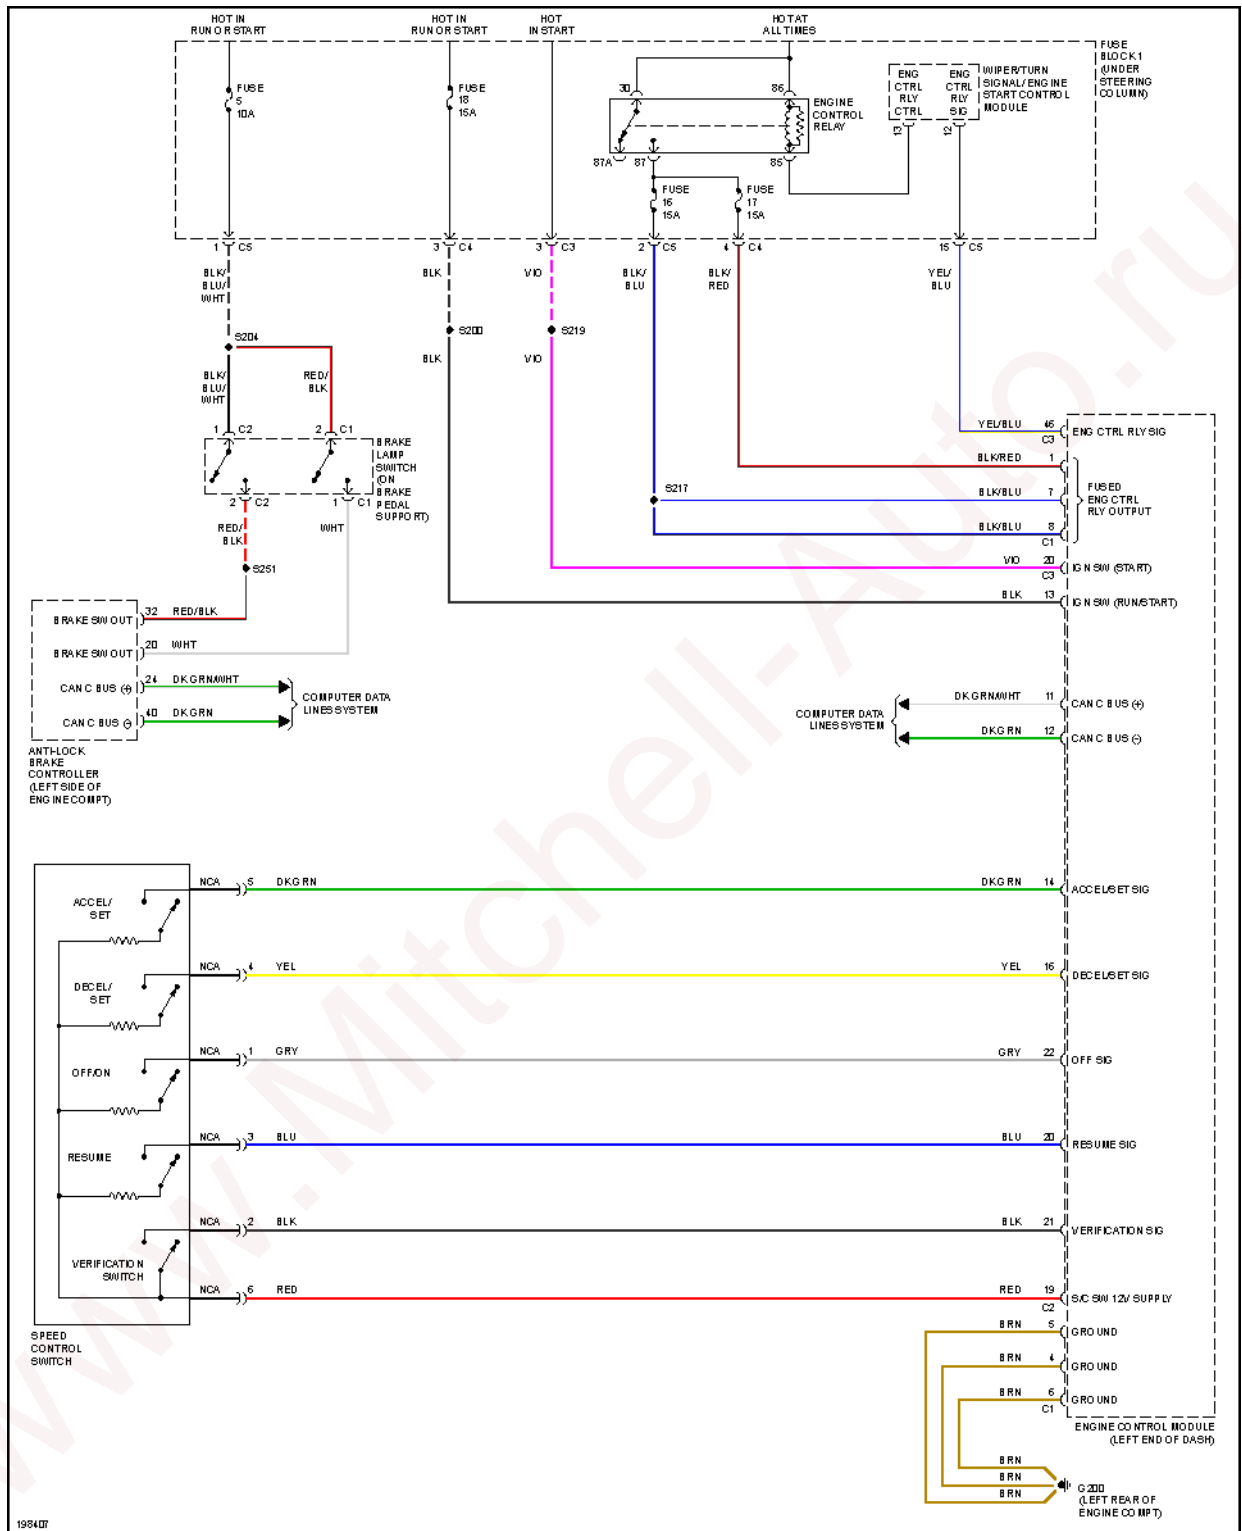 HOT IN
RUN OR START
HOT IN
RUN OR START
HOT
IN START
HOT AT
ALL TIMES
FUSE
BLOCK 1
(UNDER
STEERING
COLUMN)
FUSE
5
10A
FUSE
18
15A
30
86
ENGINE
CONTROL
RELAY
ENG
CTRL
RLY
CTRL
ENG
CTRL
RLY
SIG
WIPER/TURN
SIGNAL/ENGINE
START CONTROL
MODULE
13
12
87A
87
85
FUSE
16
15A
FUSE
17
15A
1 C5
3 C4
3 C3
2 C5
4 C4
15 C5
BLK/
BLU/
WHT
BLK
VIO
BLK/
BLU
BLK/
RED
YEL/
BLU
S204
S200
S219
BLK/
BLU/
WHT
RED/
BLK
BLK
VIO
1 C2
2 C1
BRAKE
LAMP
SWITCH
(ON
BRAKE
PEDAL
SUPPORT)
2 C2
1 C1
RED/
BLK
WHT
S251
S217
YEL/BLU 46
C3
ENG CTRL RLY SIG
BLK/RED 1
BLK/BLU 7
BLK/BLU 8
C1
FUSED
ENG CTRL
RLY OUTPUT
VIO 20
C3
IGN SW (START)
BLK 13
IGN SW (RUN/START)
BRAKE SW OUT
32 RED/BLK
BRAKE SW OUT
20 WHT
CAN C BUS (+)
24 DK GRN/WHT
CAN C BUS (-)
40 DK GRN
COMPUTER DATA
LINES SYSTEM
ANTI-LOCK
BRAKE
CONTROLLER
(LEFT SIDE OF
ENGINE COMPT)
COMPUTER DATA
LINES SYSTEM
DK GRN/WHT 11
CAN C BUS (+)
DK GRN 12
CAN C BUS (-)
ACCEL/
SET
NCA 5 DK GRN
DK GRN 14
ACCEL/SET SIG
DECEL/
SET
NCA 4 YEL
YEL 16
DECEL/SET SIG
OFF/ON
NCA 1 GRY
GRY 22
OFF SIG
RESUME
NCA 3 BLU
BLU 20
RESUME SIG
VERIFICATION
SWITCH
NCA 2 BLK
BLK 21
VERIFICATION SIG
NCA 6 RED
RED 19
C2
S/C SW 12V SUPPLY
SPEED
CONTROL
SWITCH
BRN 5
GROUND
BRN 4
GROUND
BRN 6
C1
GROUND
ENGINE CONTROL MODULE
(LEFT END OF DASH)
BRN
BRN
BRN
G200
(LEFT REAR OF
ENGINE COMPT)
198407
www.Mitchell-Auto.ru